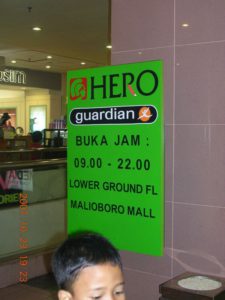 HERO
guardian
BUKA JAM :
09.00 - 22.00
LOWER GROUND FL
MALIOBORO MALL